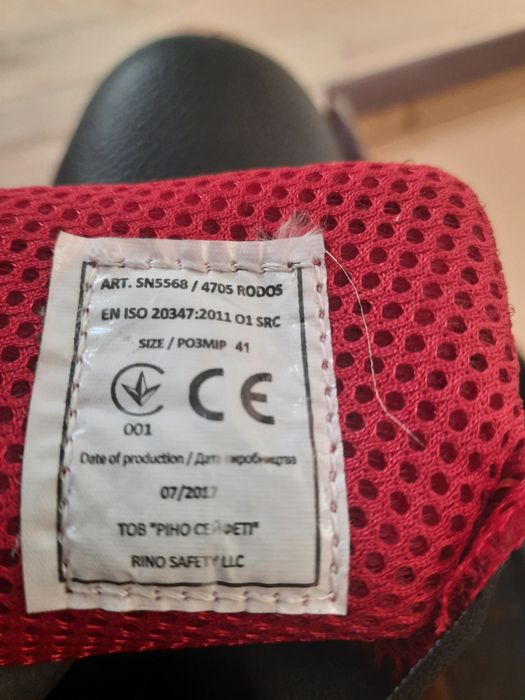 ART. SN5568 / 4705 RODOS
EN ISO 20347:2011 O1 SRC
SIZE / РОЗМІР 41
CE
001
Date of production / Дата виробництва
07/2017
ТОВ "РІНО СЕЙФЕТІ"
RINO SAFETY LLC